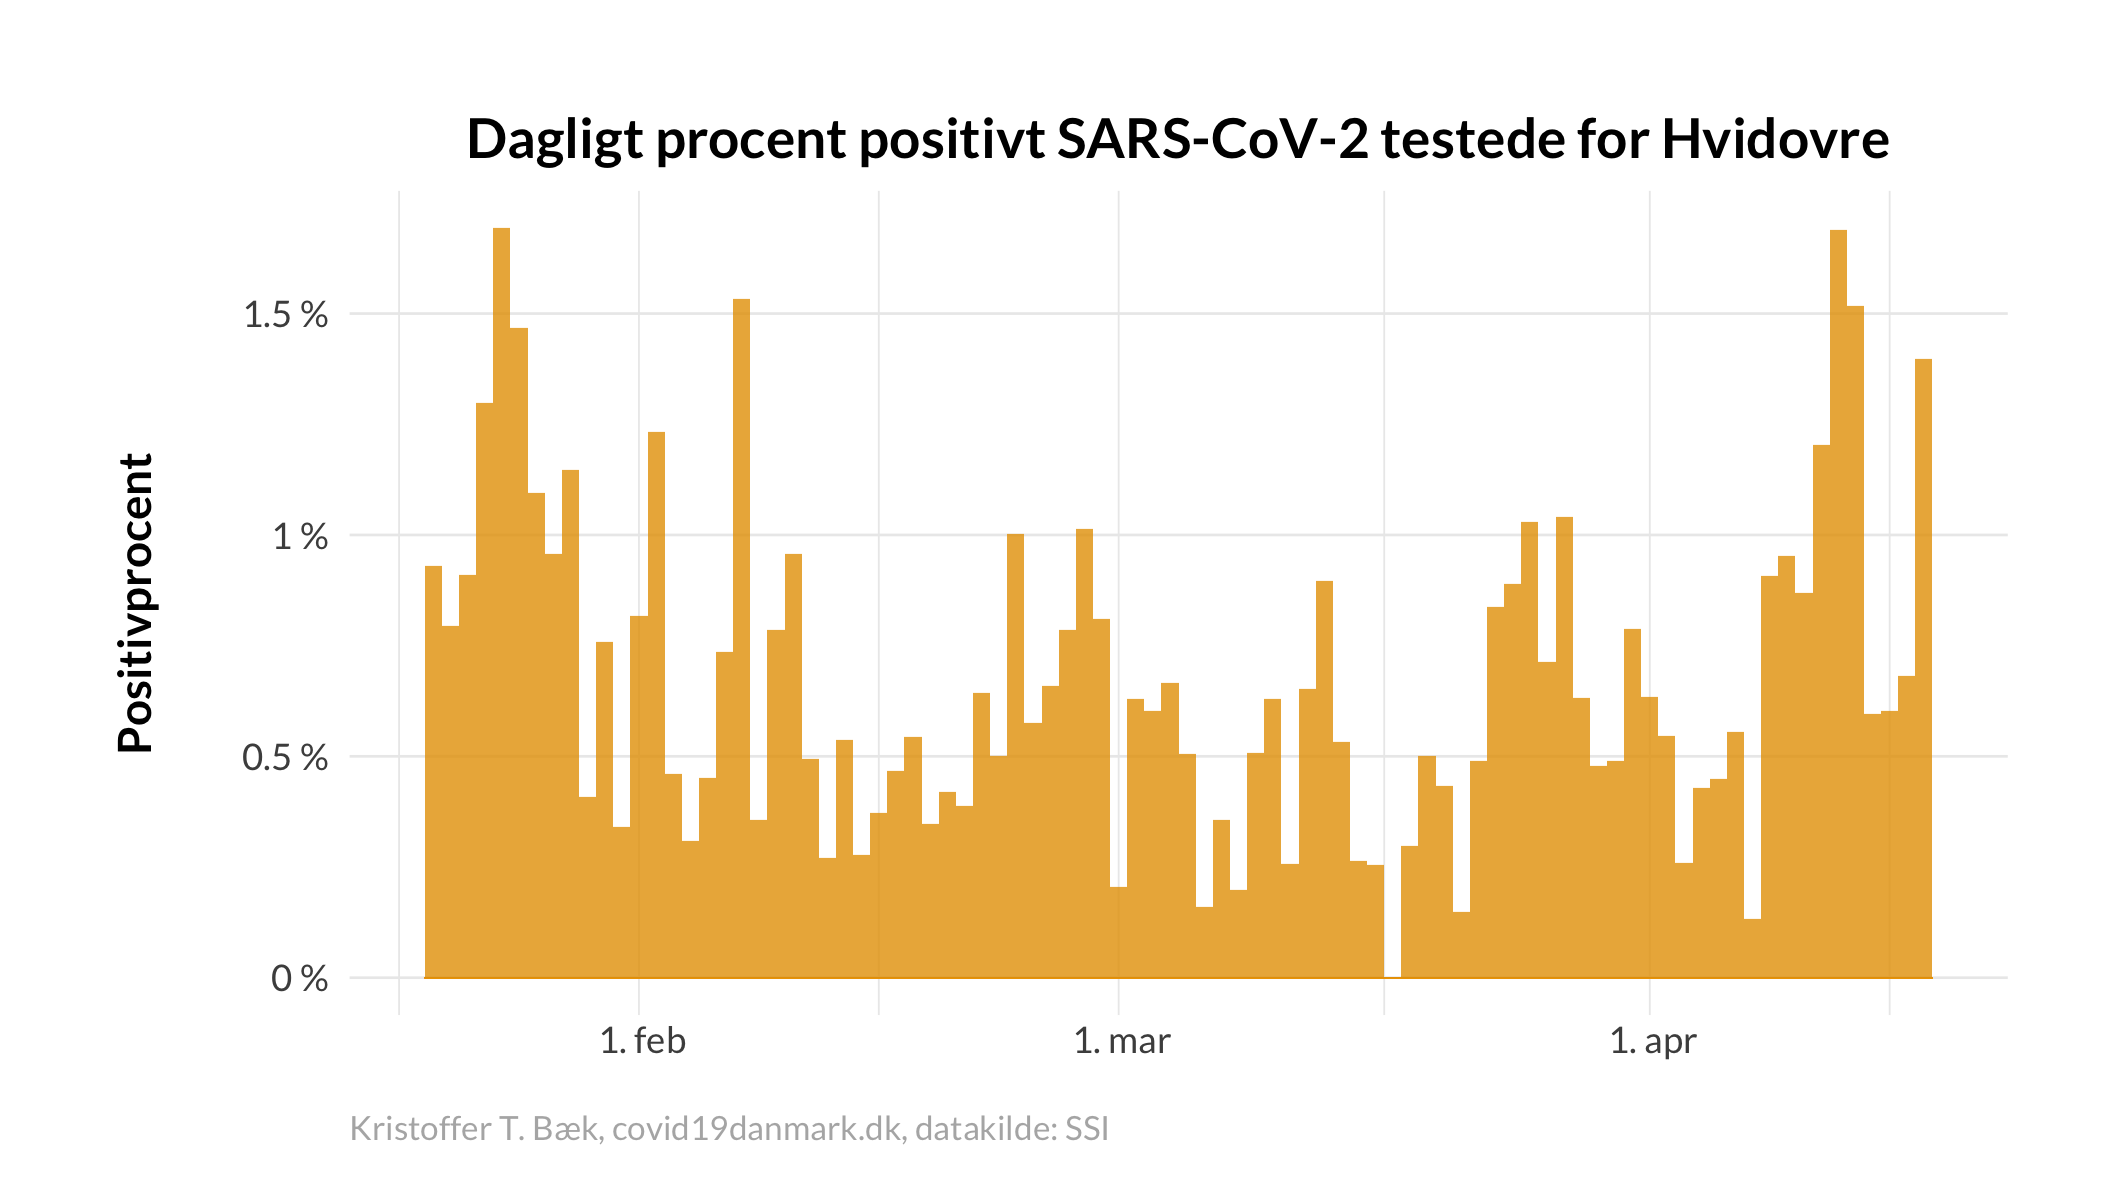 Dagligt procent positivt SARS-CoV-2 testede for Hvidovre
Positivprocent
1.5 %
1 %
0.5 %
0 %
1. feb
1. mar
1. apr
Kristoffer T. Bæk, covid19danmark.dk, datakilde: SSI